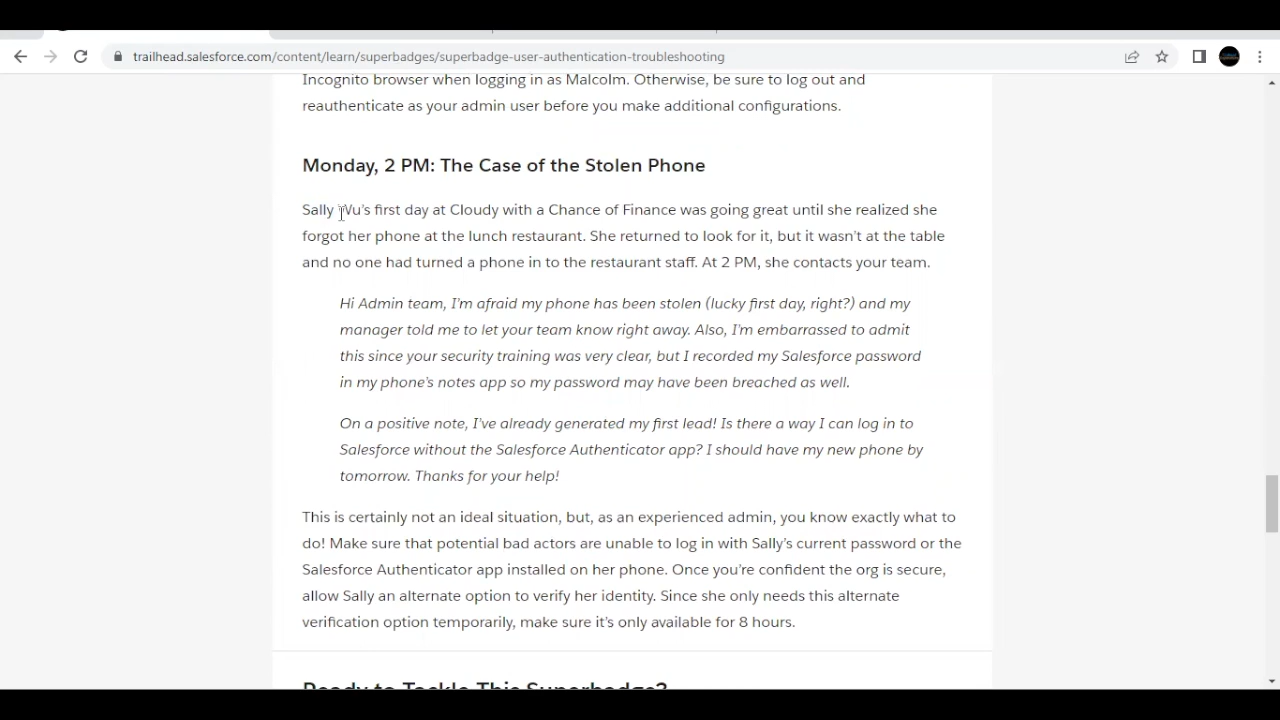 trailhead.salesforce.com/content/learn/superbadges/superbadge-user-authentication-troubleshooting
Incognito browser when logging in as Malcolm. Otherwise, be sure to log out and
reauthenticate as your admin user before you make additional configurations.
Monday, 2 PM: The Case of the Stolen Phone
Sally Wu's first day at Cloudy with a Chance of Finance was going great until she realized she
forgot her phone at the lunch restaurant. She returned to look for it, but it wasn't at the table
and no one had turned a phone in to the restaurant staff. At 2 PM, she contacts your team.
Hi Admin team, I'm afraid my phone has been stolen (lucky first day, right?) and my
manager told me to let your team know right away. Also, I'm embarrassed to admit
this since your security training was very clear, but I recorded my Salesforce password
in my phone's notes app so my password may have been breached as well.
On a positive note, I've already generated my first lead! Is there a way I can log in to
Salesforce without the Salesforce Authenticator app? I should have my new phone by
tomorrow. Thanks for your help!
This is certainly not an ideal situation, but, as an experienced admin, you know exactly what to
do! Make sure that potential bad actors are unable to log in with Sally's current password or the
Salesforce Authenticator app installed on her phone. Once you're confident the org is secure,
allow Sally an alternate option to verify her identity. Since she only needs this alternate
verification option temporarily, make sure it's only available for 8 hours.
Ready to Tackle This Superbadge?